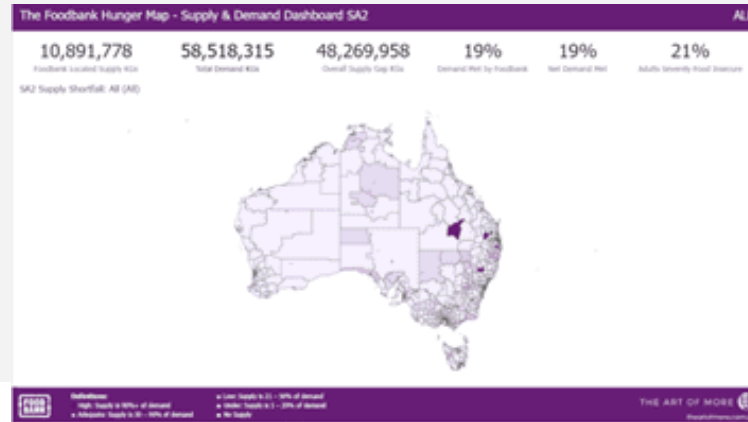 The Foodbank Hunger Map - Supply & Demand Dashboard SA2
10,891,778 58,518,315 48,269,958 19% 19% 21%
Foodbank Located Supply KGs Total Demand KGs Overall Supply Gap KGs Demand Met by Foodbank Net Demand Met Adults Severely Food Insecure
SA2 Supply Shortfall: All (All)
FOOD
BANK
Definitions:
High: Supply is 90%+ of demand
Low: Supply is 21 - 50% of demand
Adequate: Supply is
of demand
Under: Supply is
of demand
No Supply
THE ART OF MORE